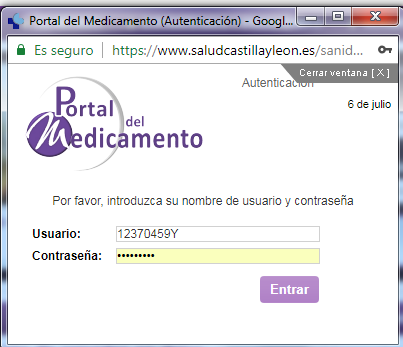 Portal del Medicamento (Autenticación) - Googl...
Es seguro https://www.saludcastillayleon.es/sanid...
Cerrar ventana [ X ]
Autenticación
6 de julio
Portal del Medicamento
Por favor, introduzca su nombre de usuario y contraseña
Usuario: 12370459Y
Contraseña: •••••••••
Entrar